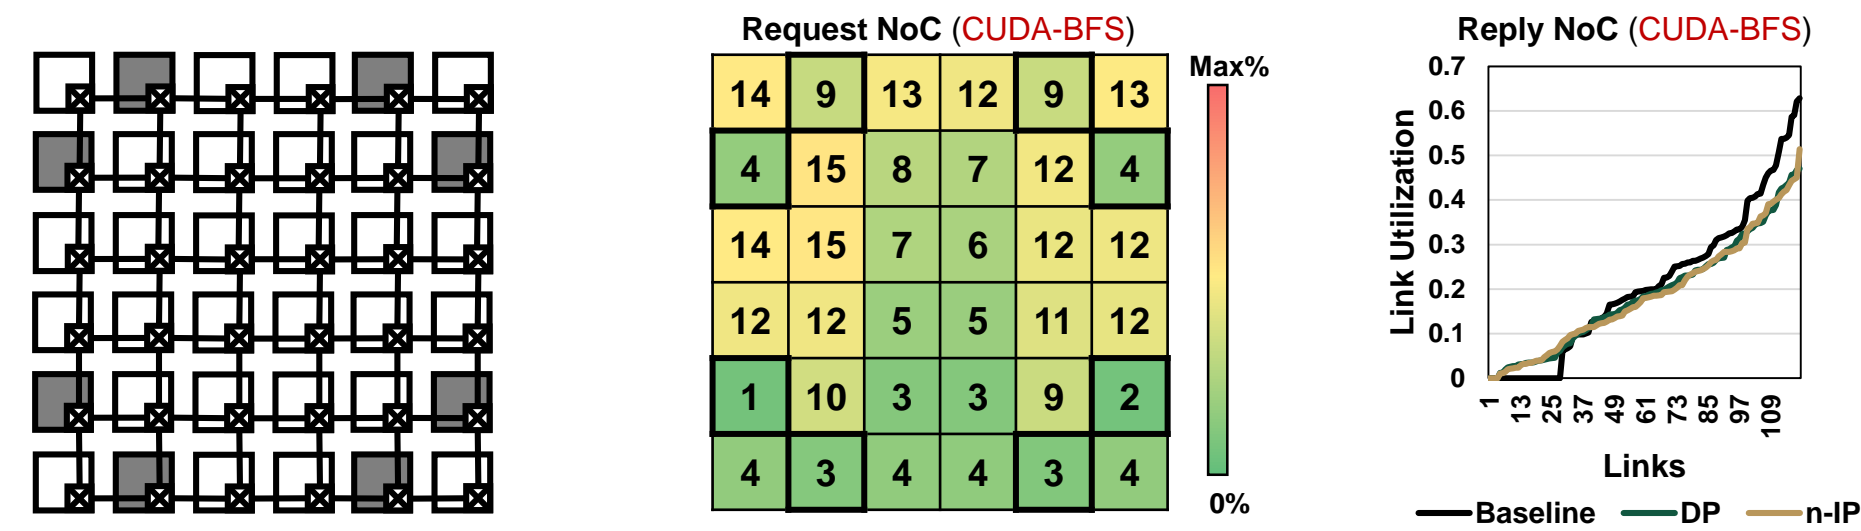 Request NoC (CUDA-BFS)
14 9 13 12 9 13
4 15 8 7 12 4
14 15 7 6 12 12
12 12 5 5 11 12
1 10 3 3 9 2
4 3 4 4 3 4
Max%
0%
Reply NoC (CUDA-BFS)
Link Utilization
0.7
0.6
0.5
0.4
0.3
0.2
0.1
0
1 13 25 37 49 61 73 85 97 109
Links
Baseline DP n-IP